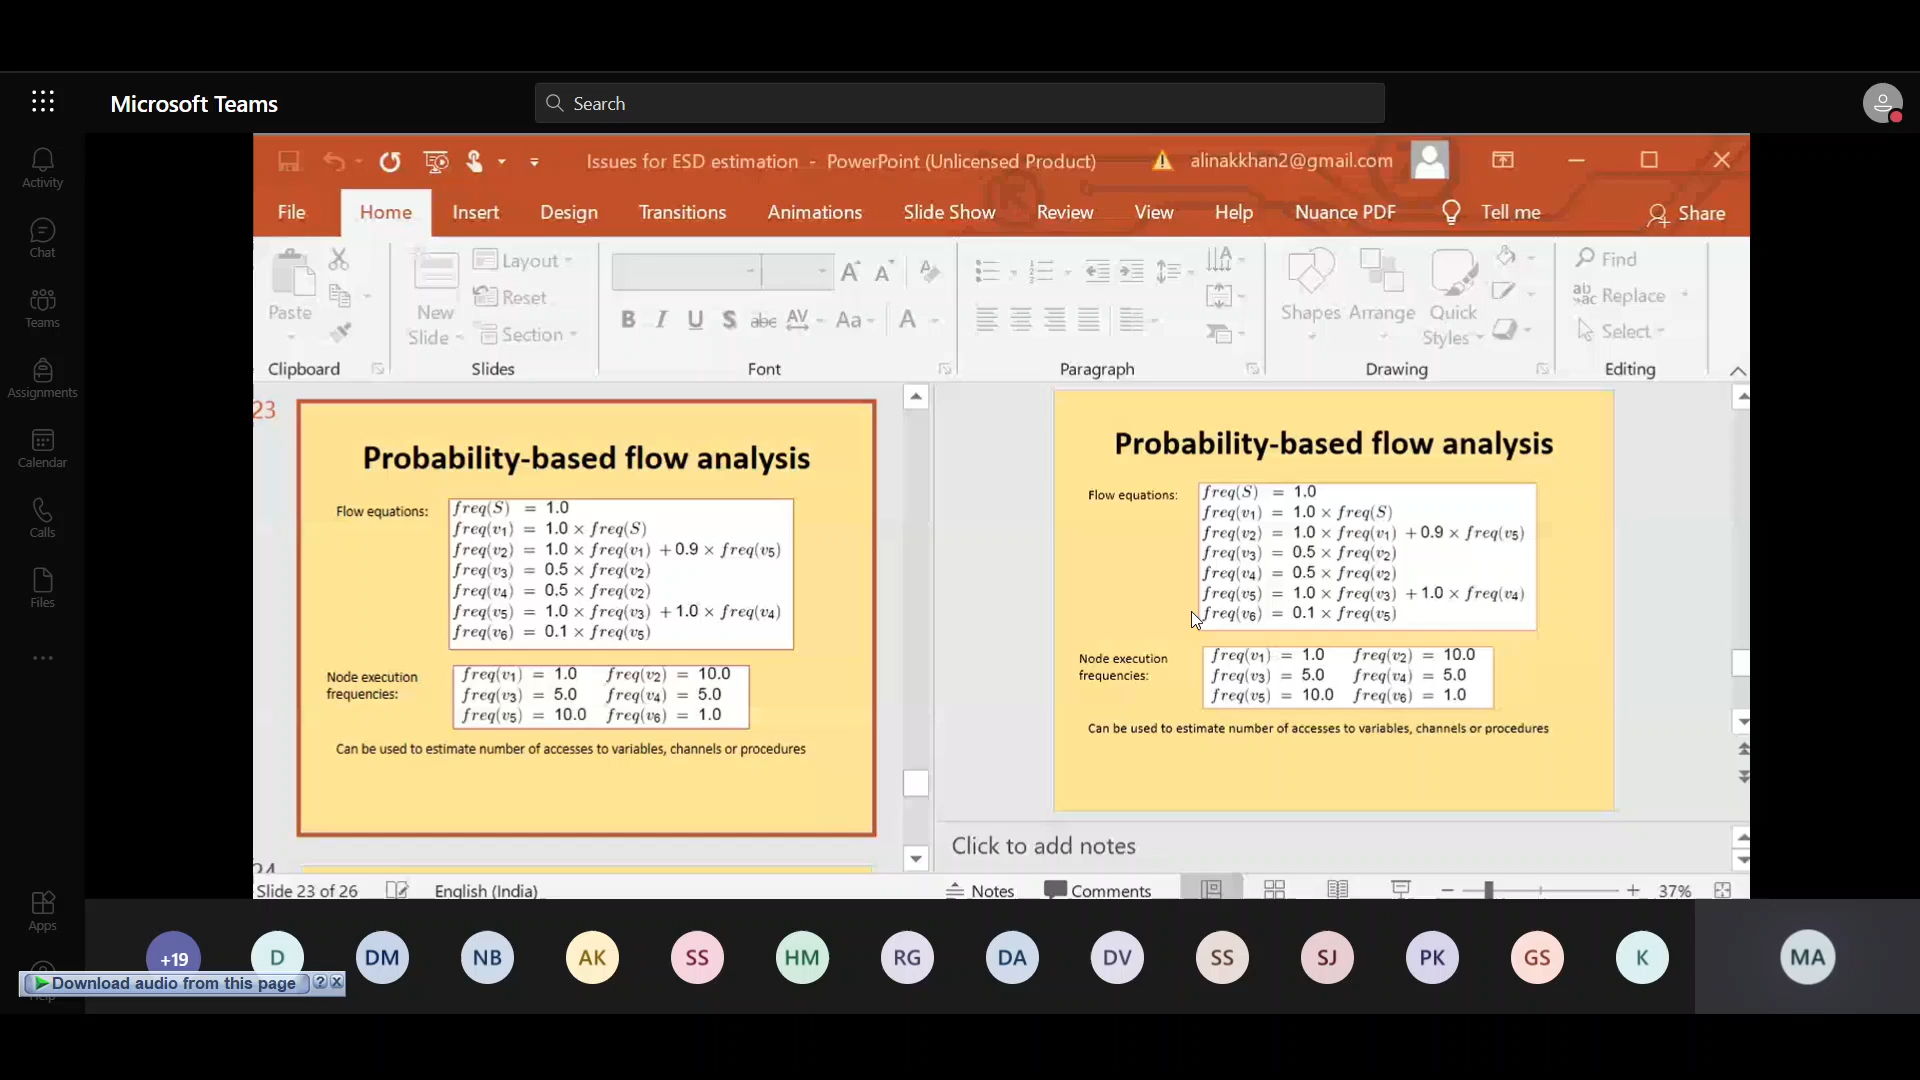 Microsoft Teams
Search
Activity
Chat
Teams
Assignments
Calendar
Calls
Files
Apps
Issues for ESD estimation - PowerPoint (Unlicensed Product)
alinakkhan2@gmail.com
File Home Insert Design Transitions Animations Slide Show Review View Help Nuance PDF Tell me Share
Paste
Clipboard
New Slide
Layout
Reset
Section
Slides
B I U S abc AV Aa A
Font
Paragraph
Shapes Arrange Quick Styles
Drawing
Find
Replace
Select
Editing
23
Probability-based flow analysis
Flow equations:
freq(S) = 1.0
freq(v₁) = 1.0 × freq(S)
freq(v₂) = 1.0 × freq(v₁) + 0.9 × freq(v₅)
freq(v₃) = 0.5 × freq(v₂)
freq(v₄) = 0.5 × freq(v₂)
freq(v₅) = 1.0 × freq(v₃) + 1.0 × freq(v₄)
freq(v₆) = 0.1 × freq(v₅)
Node execution
frequencies:
freq(v₁) = 1.0 freq(v₂) = 10.0
freq(v₃) = 5.0 freq(v₄) = 5.0
freq(v₅) = 10.0 freq(v₆) = 1.0
Can be used to estimate number of accesses to variables, channels or procedures
24
Probability-based flow analysis
Flow equations:
freq(S) = 1.0
freq(v₁) = 1.0 × freq(S)
freq(v₂) = 1.0 × freq(v₁) + 0.9 × freq(v₅)
freq(v₃) = 0.5 × freq(v₂)
freq(v₄) = 0.5 × freq(v₂)
freq(v₅) = 1.0 × freq(v₃) + 1.0 × freq(v₄)
freq(v₆) = 0.1 × freq(v₅)
Node execution
frequencies:
freq(v₁) = 1.0 freq(v₂) = 10.0
freq(v₃) = 5.0 freq(v₄) = 5.0
freq(v₅) = 10.0 freq(v₆) = 1.0
Can be used to estimate number of accesses to variables, channels or procedures
Click to add notes
Slide 23 of 26 English (India) Notes Comments 37%
+19 D DM NB AK SS HM RG DA DV SS SJ PK GS K MA
Download audio from this page ? X